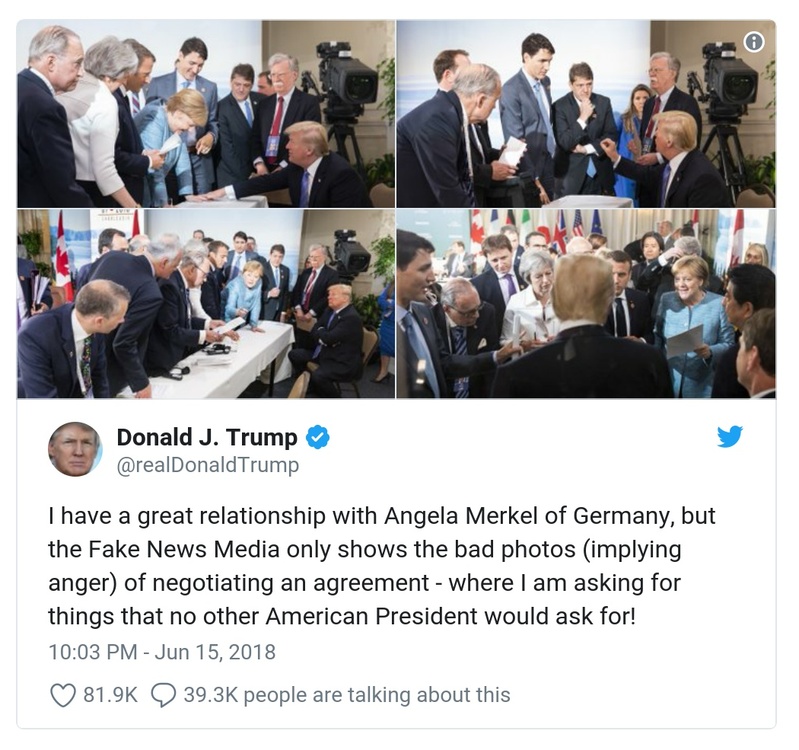 Donald J. Trump
@realDonaldTrump
I have a great relationship with Angela Merkel of Germany, but
the Fake News Media only shows the bad photos (implying
anger) of negotiating an agreement - where I am asking for
things that no other American President would ask for!
10:03 PM - Jun 15, 2018
81.9K 39.3K people are talking about this